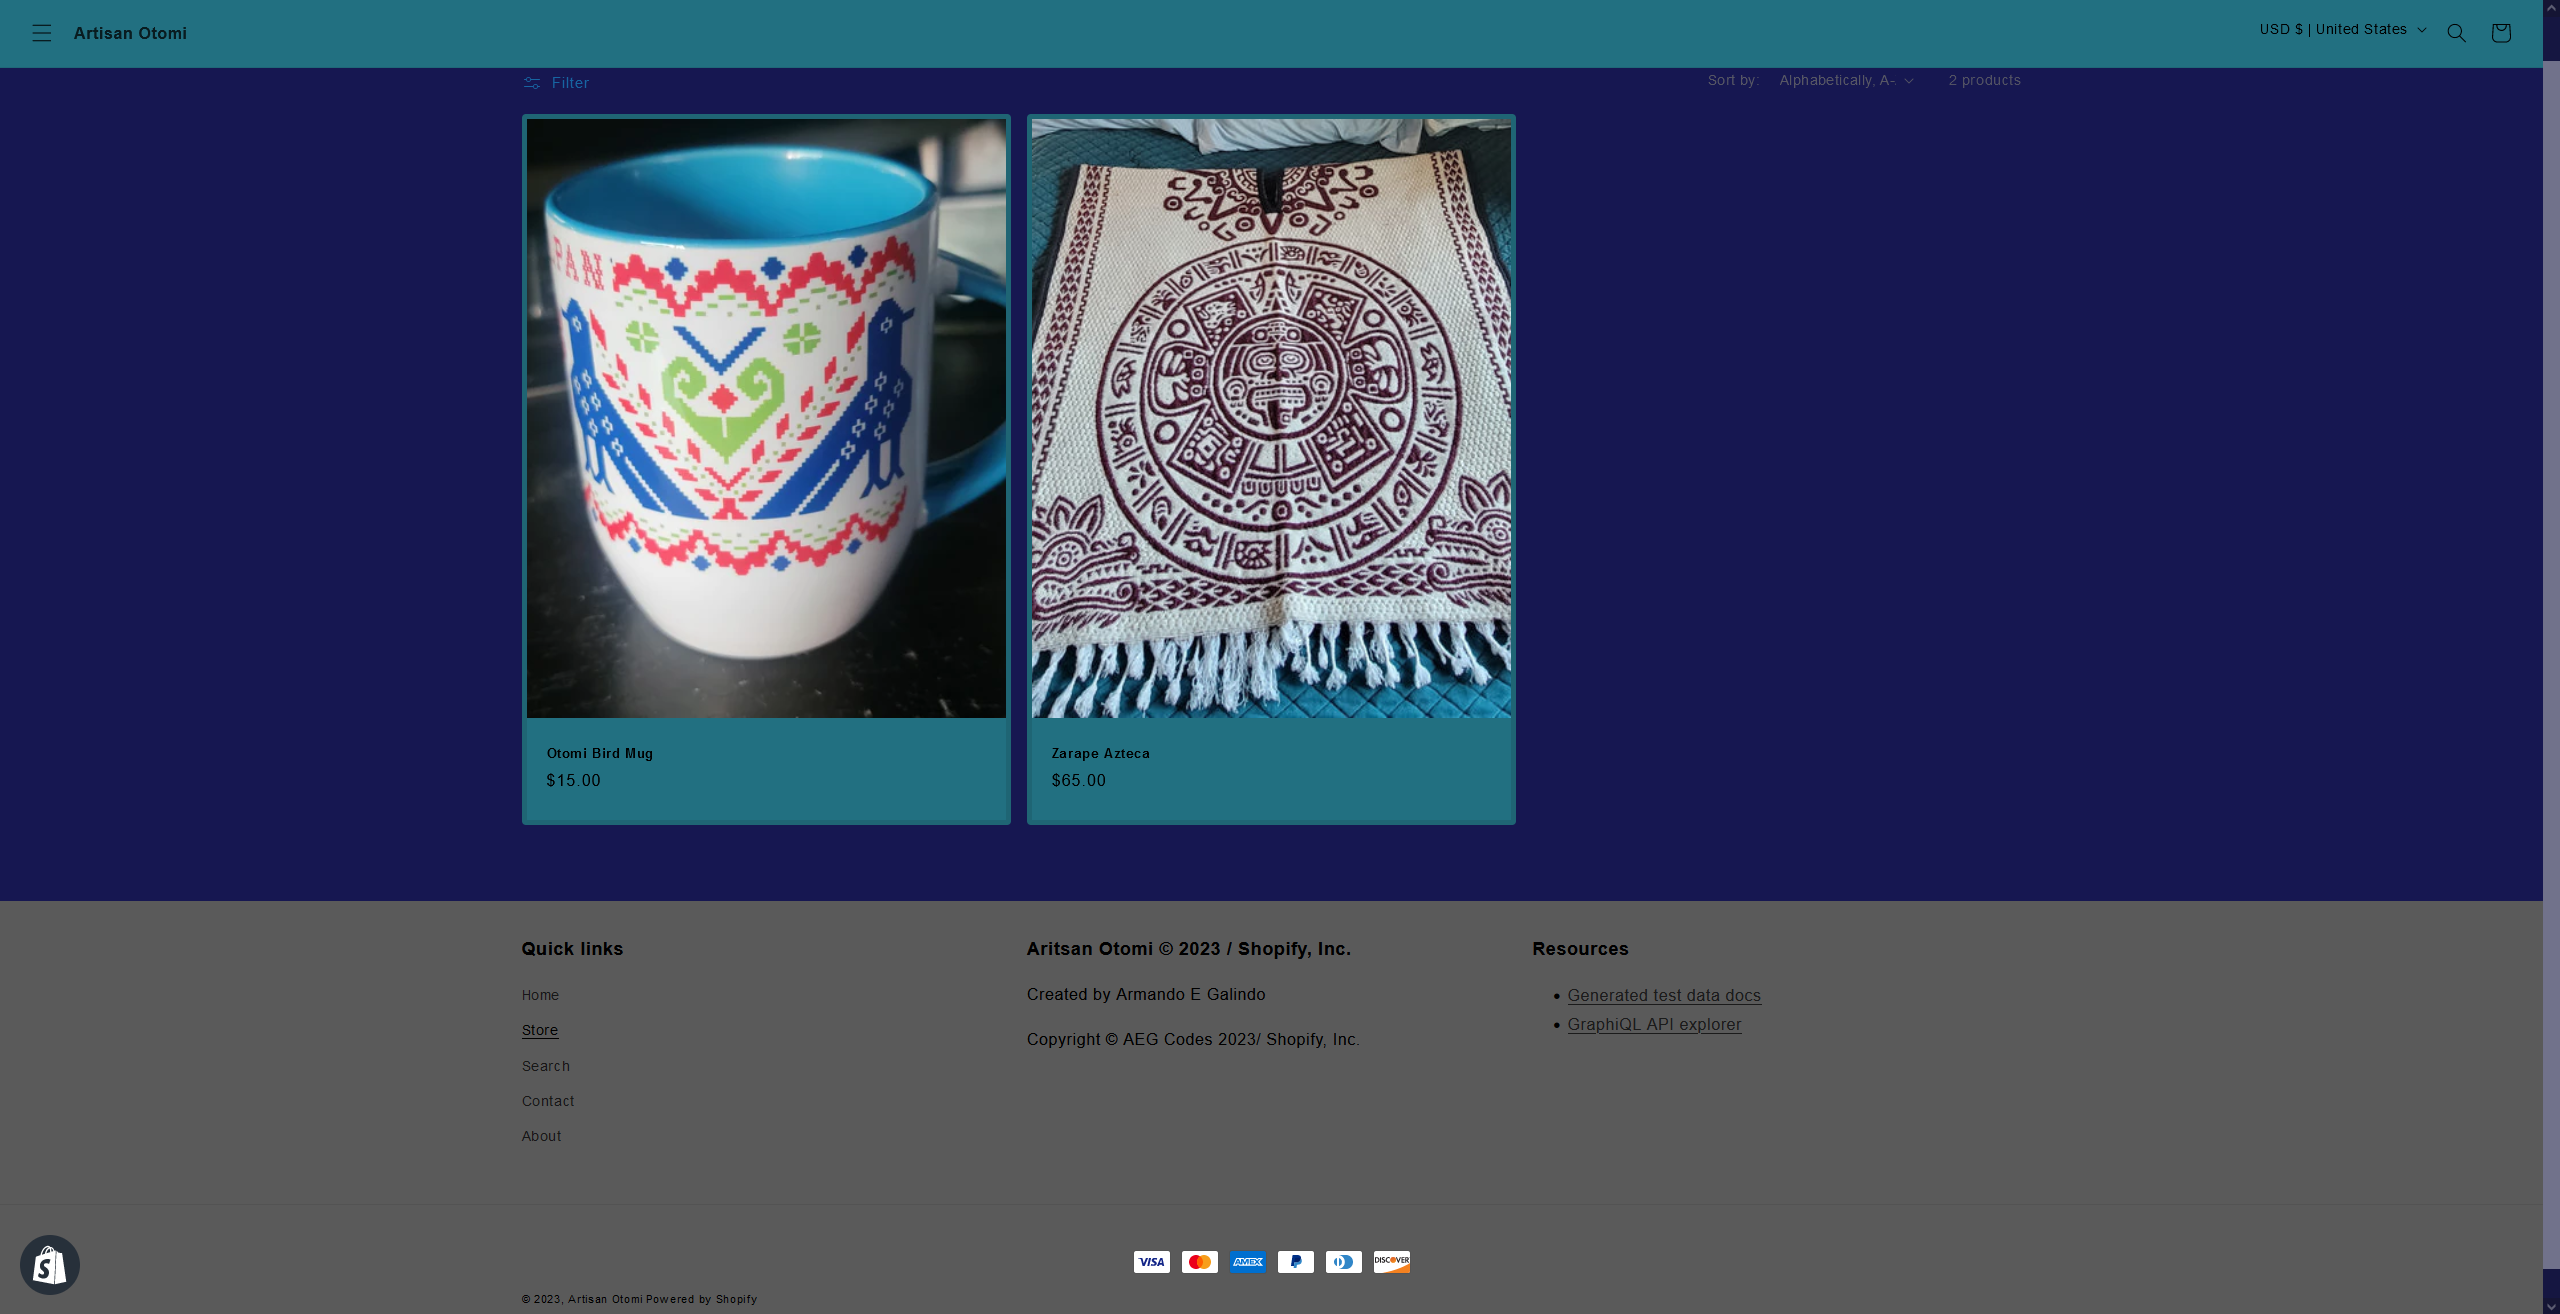 Artisan Otomi
USD $ | United States
Filter
Sort by:
Alphabetically, A-
2 products
PAN
Otomi Bird Mug
$15.00
Zarape Azteca
$65.00
Quick links
Home
Store
Search
Contact
About
Aritsan Otomi © 2023 / Shopify, Inc.
Created by Armando E Galindo
Copyright © AEG Codes 2023/ Shopify, Inc.
Resources
Generated test data docs
GraphiQL API explorer
VISA
AMEX
DISCOVER
© 2023, Artisan Otomi Powered by Shopify